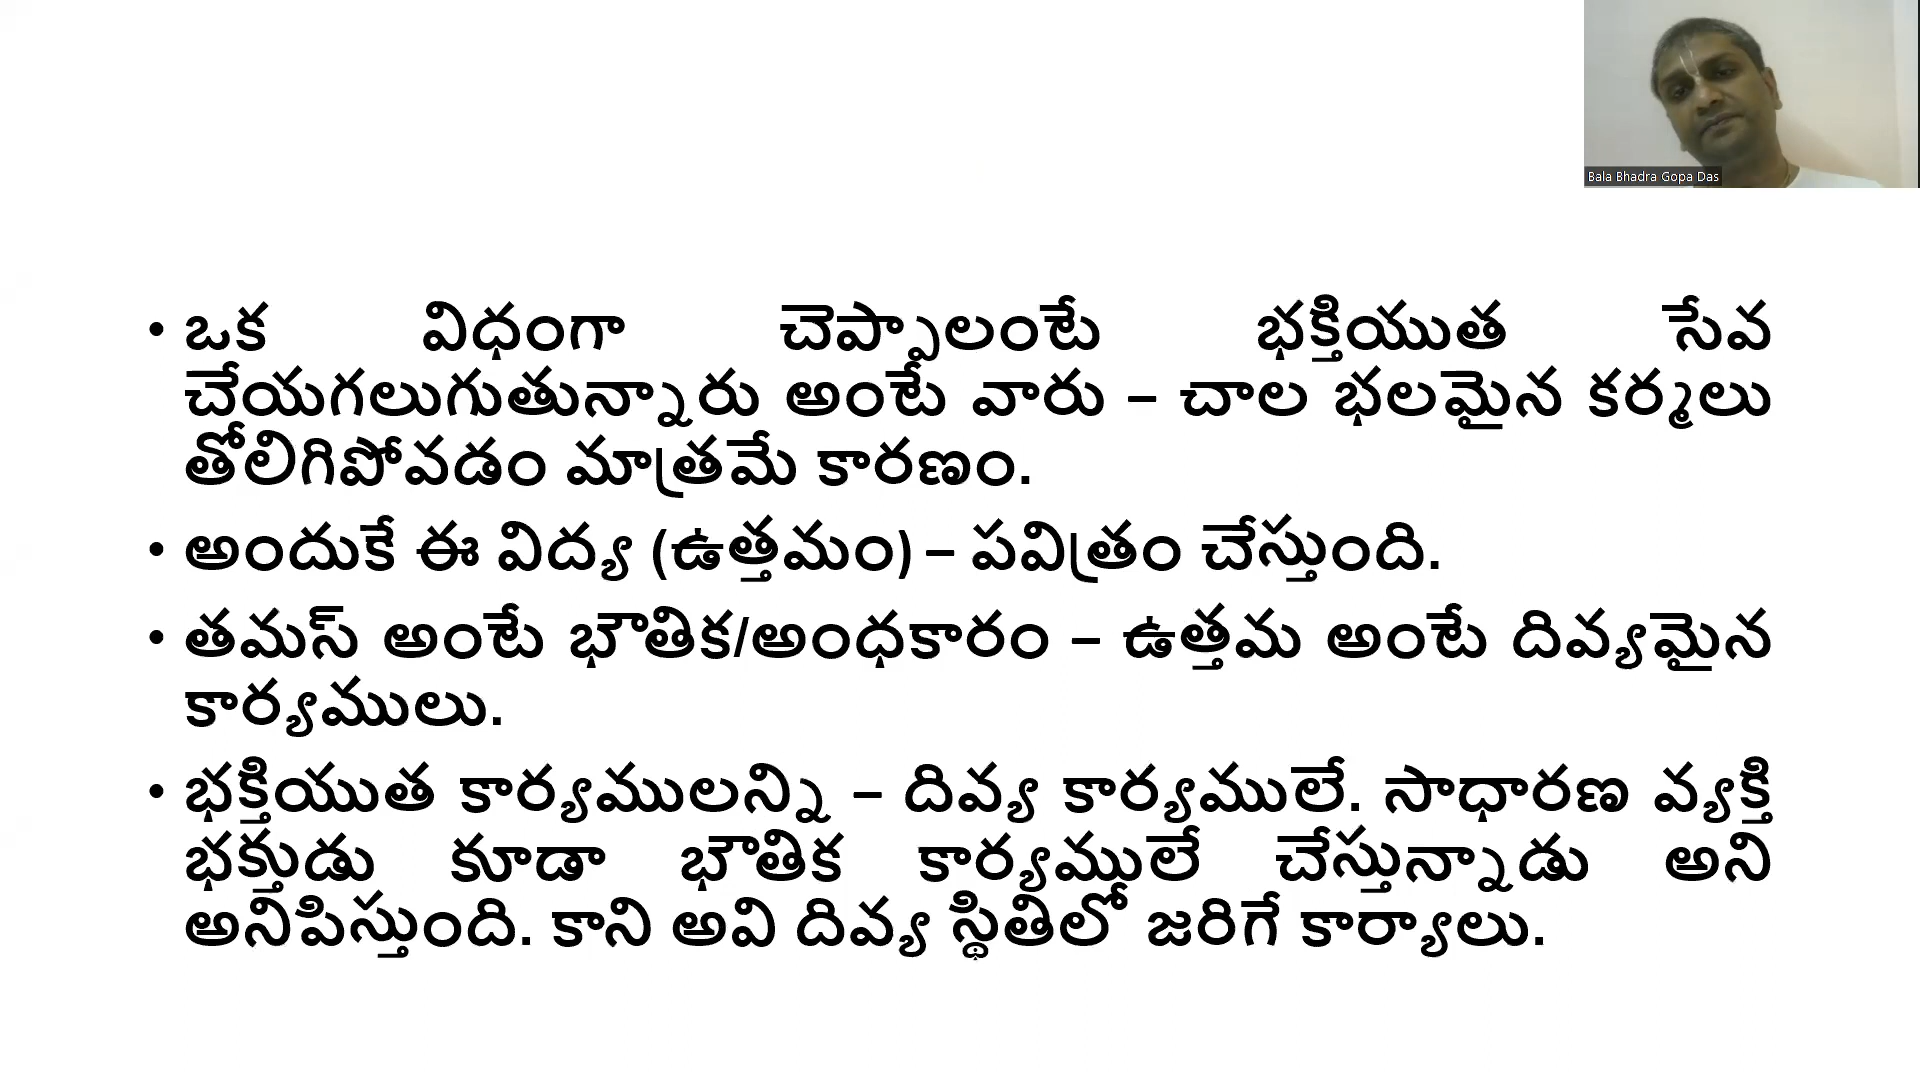 Bala Bhadra Gopa Das
• ఒక విధంగా చెప్పాలంటే భక్తియుత సేవ
చేయగలుగుతున్నారు అంటే వారు – చాల భలమైన కర్మలు
తోలిగిపోవడం మాత్రమే కారణం.
• అందుకే ఈ విద్య (ఉత్తమం) – పవిత్రం చేస్తుంది.
• తమస్ అంటే భౌతిక/అంధకారం – ఉత్తమ అంటే దివ్యమైన
కార్యములు.
• భక్తియుత కార్యములన్ని – దివ్య కార్యములే. సాధారణ వ్యక్తి
భక్తుడు కూడా భౌతిక కార్యములే చేస్తున్నాడు అని
అనిపిస్తుంది. కాని అవి దివ్య స్థితిలో జరిగే కార్యాలు.